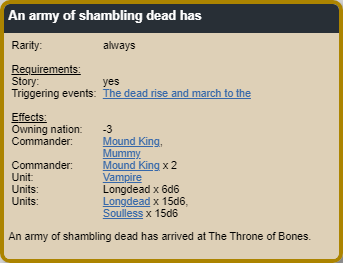 An army of shambling dead has
Rarity: always
Requirements:
Story: yes
Triggering events: The dead rise and march to the
Effects:
Owning nation: -3
Commander: Mound King,
Mummy
Commander: Mound King x 2
Unit: Vampire
Units: Longdead x 6d6
Units: Longdead x 15d6,
Soulless x 15d6
An army of shambling dead has arrived at The Throne of Bones.